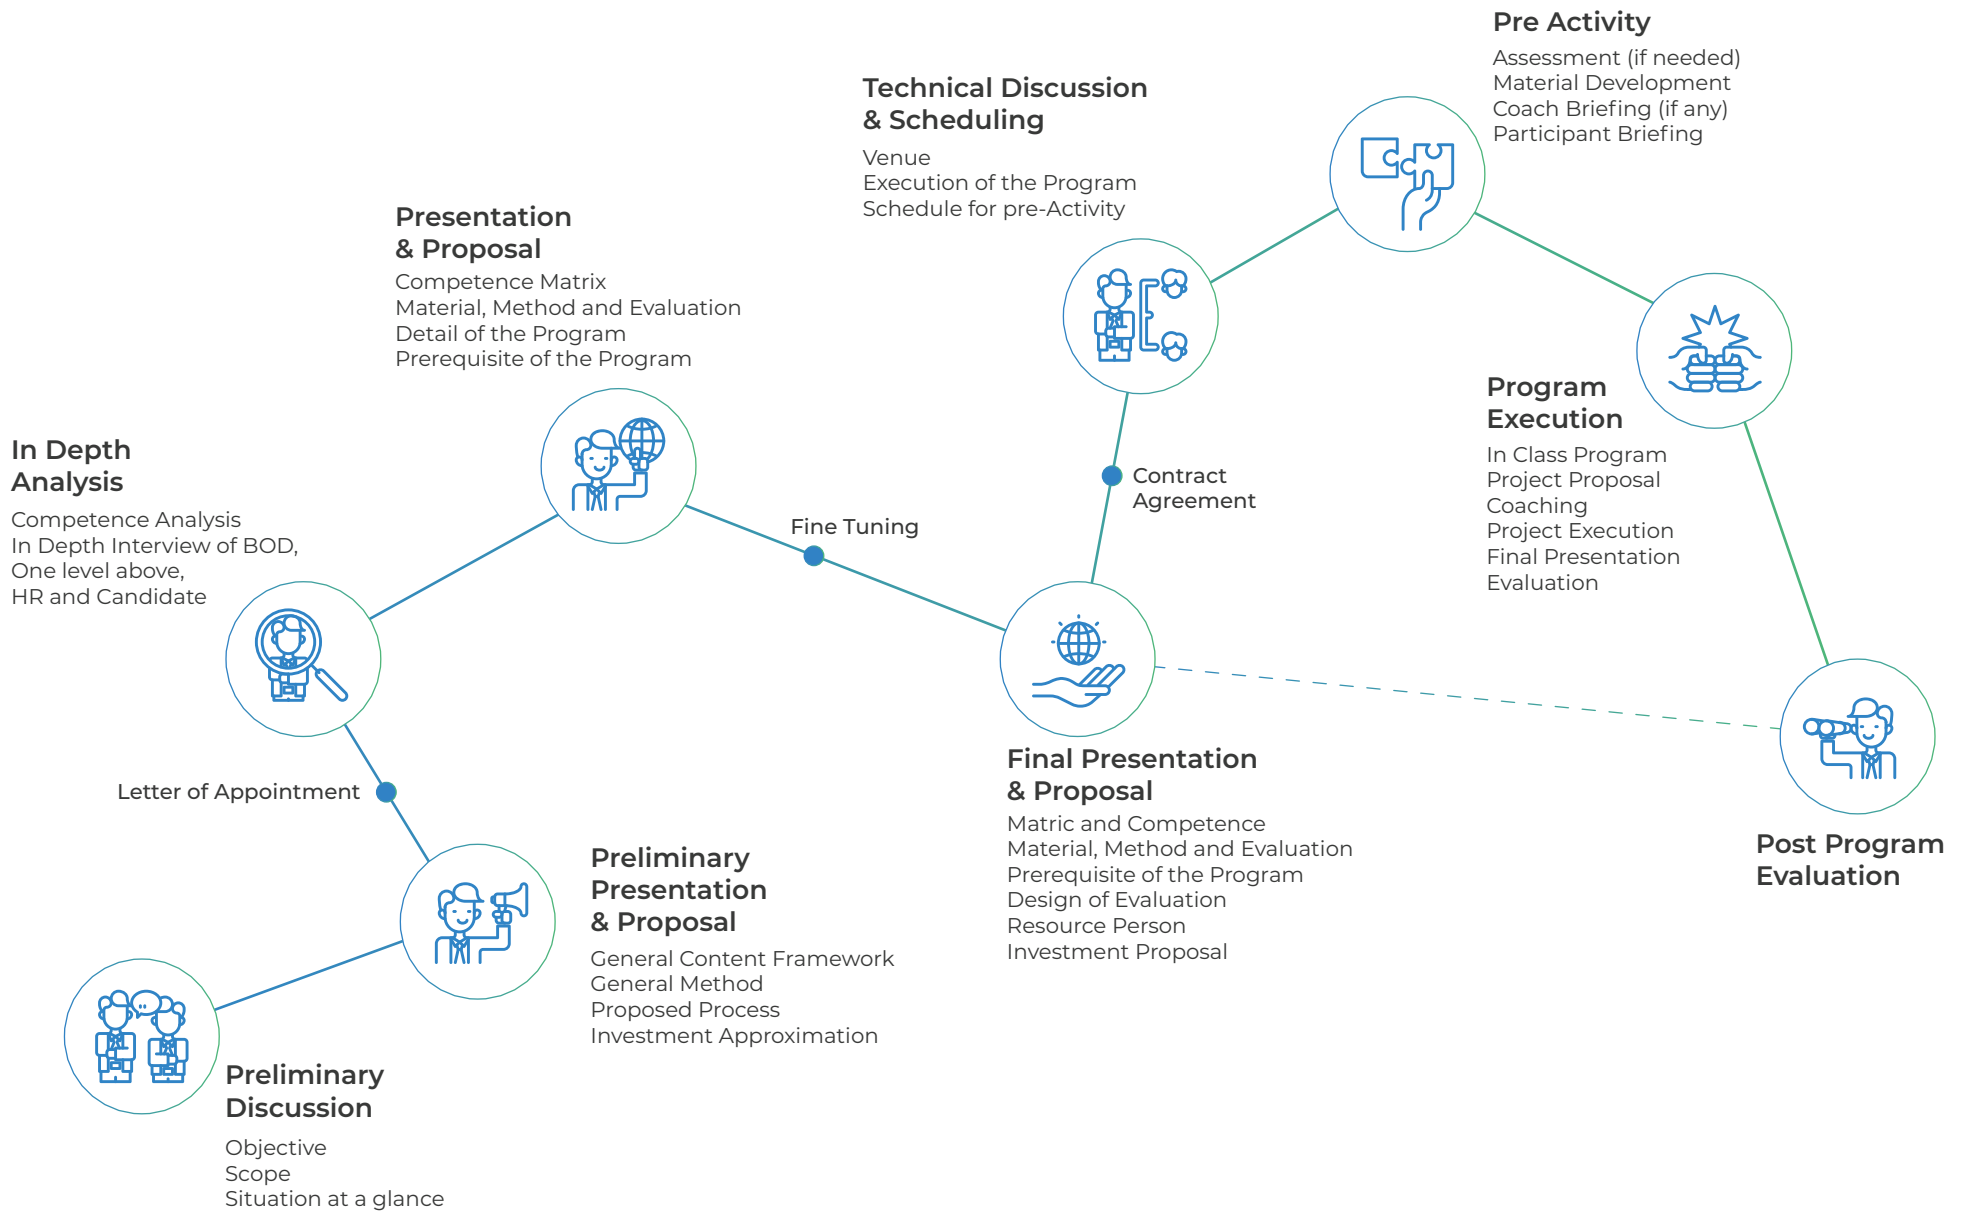 Preliminary
Discussion
Objective
Scope
Situation at a glance
Preliminary
Presentation
& Proposal
General Content Framework
General Method
Proposed Process
Investment Approximation
Letter of Appointment
In Depth
Analysis
Competence Analysis
In Depth Interview of BOD,
One level above,
HR and Candidate
Presentation
& Proposal
Competence Matrix
Material, Method and Evaluation
Detail of the Program
Prerequisite of the Program
Fine Tuning
Final Presentation
& Proposal
Matric and Competence
Material, Method and Evaluation
Prerequisite of the Program
Design of Evaluation
Resource Person
Investment Proposal
Contract
Agreement
Technical Discussion
& Scheduling
Venue
Execution of the Program
Schedule for pre-Activity
Pre Activity
Assessment (if needed)
Material Development
Coach Briefing (if any)
Participant Briefing
Program
Execution
In Class Program
Project Proposal
Coaching
Project Execution
Final Presentation
Evaluation
Post Program
Evaluation